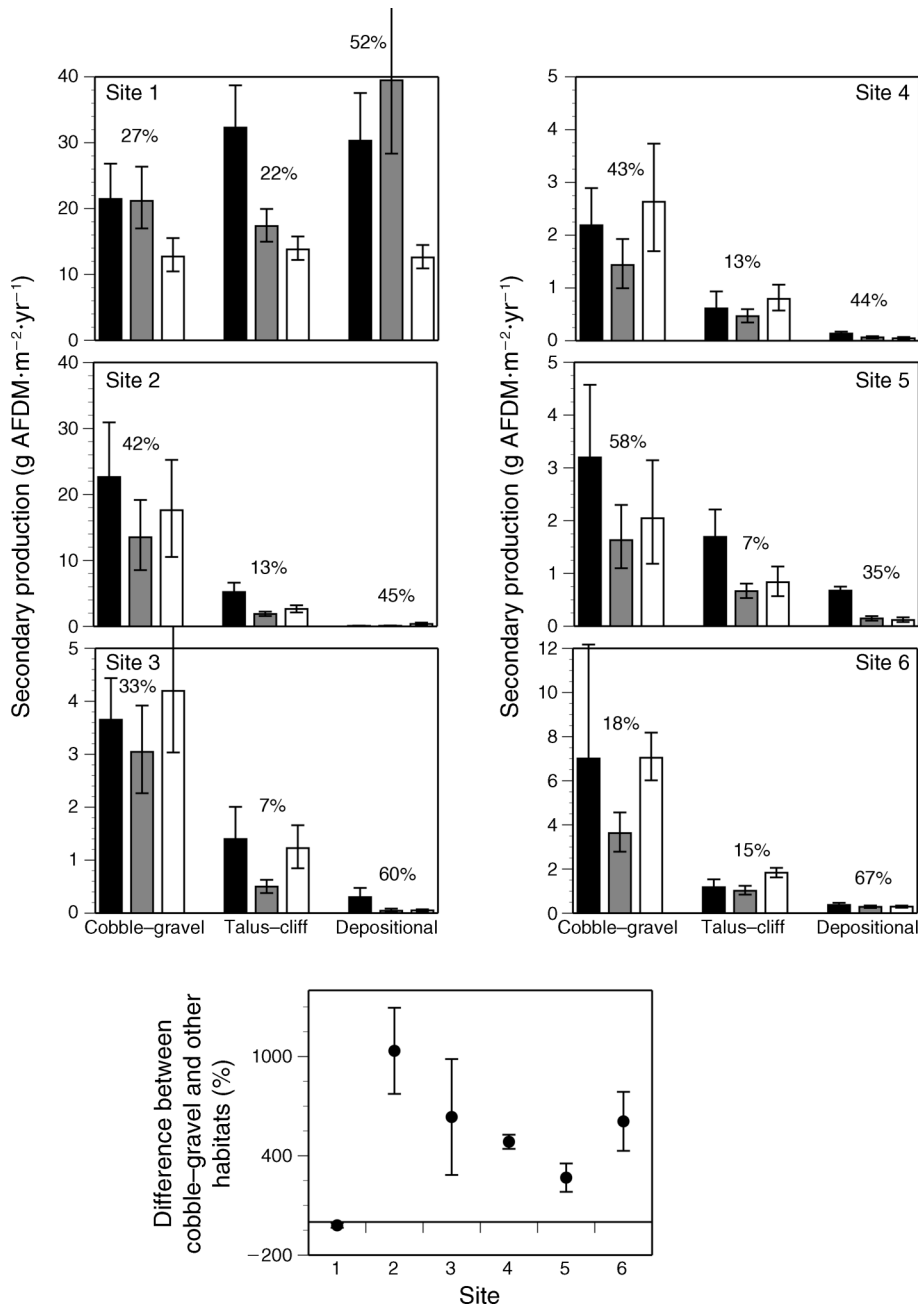 Secondary production (g AFDM·m⁻²·yr⁻¹)
Site 1
40
30
20
10
0
27%
22%
52%
Site 2
40
30
20
10
0
42%
13%
45%
Site 3
5
4
3
2
1
0
33%
7%
60%
Cobble–gravel
Talus–cliff
Depositional
Secondary production (g AFDM·m⁻²·yr⁻¹)
Site 4
5
4
3
2
1
0
43%
13%
44%
Site 5
5
4
3
2
1
0
58%
7%
35%
Site 6
12
10
8
6
4
2
0
18%
15%
67%
Cobble–gravel
Talus–cliff
Depositional
Difference between
cobble–gravel and other
habitats (%)
1000
400
−200
1 2 3 4 5 6
Site